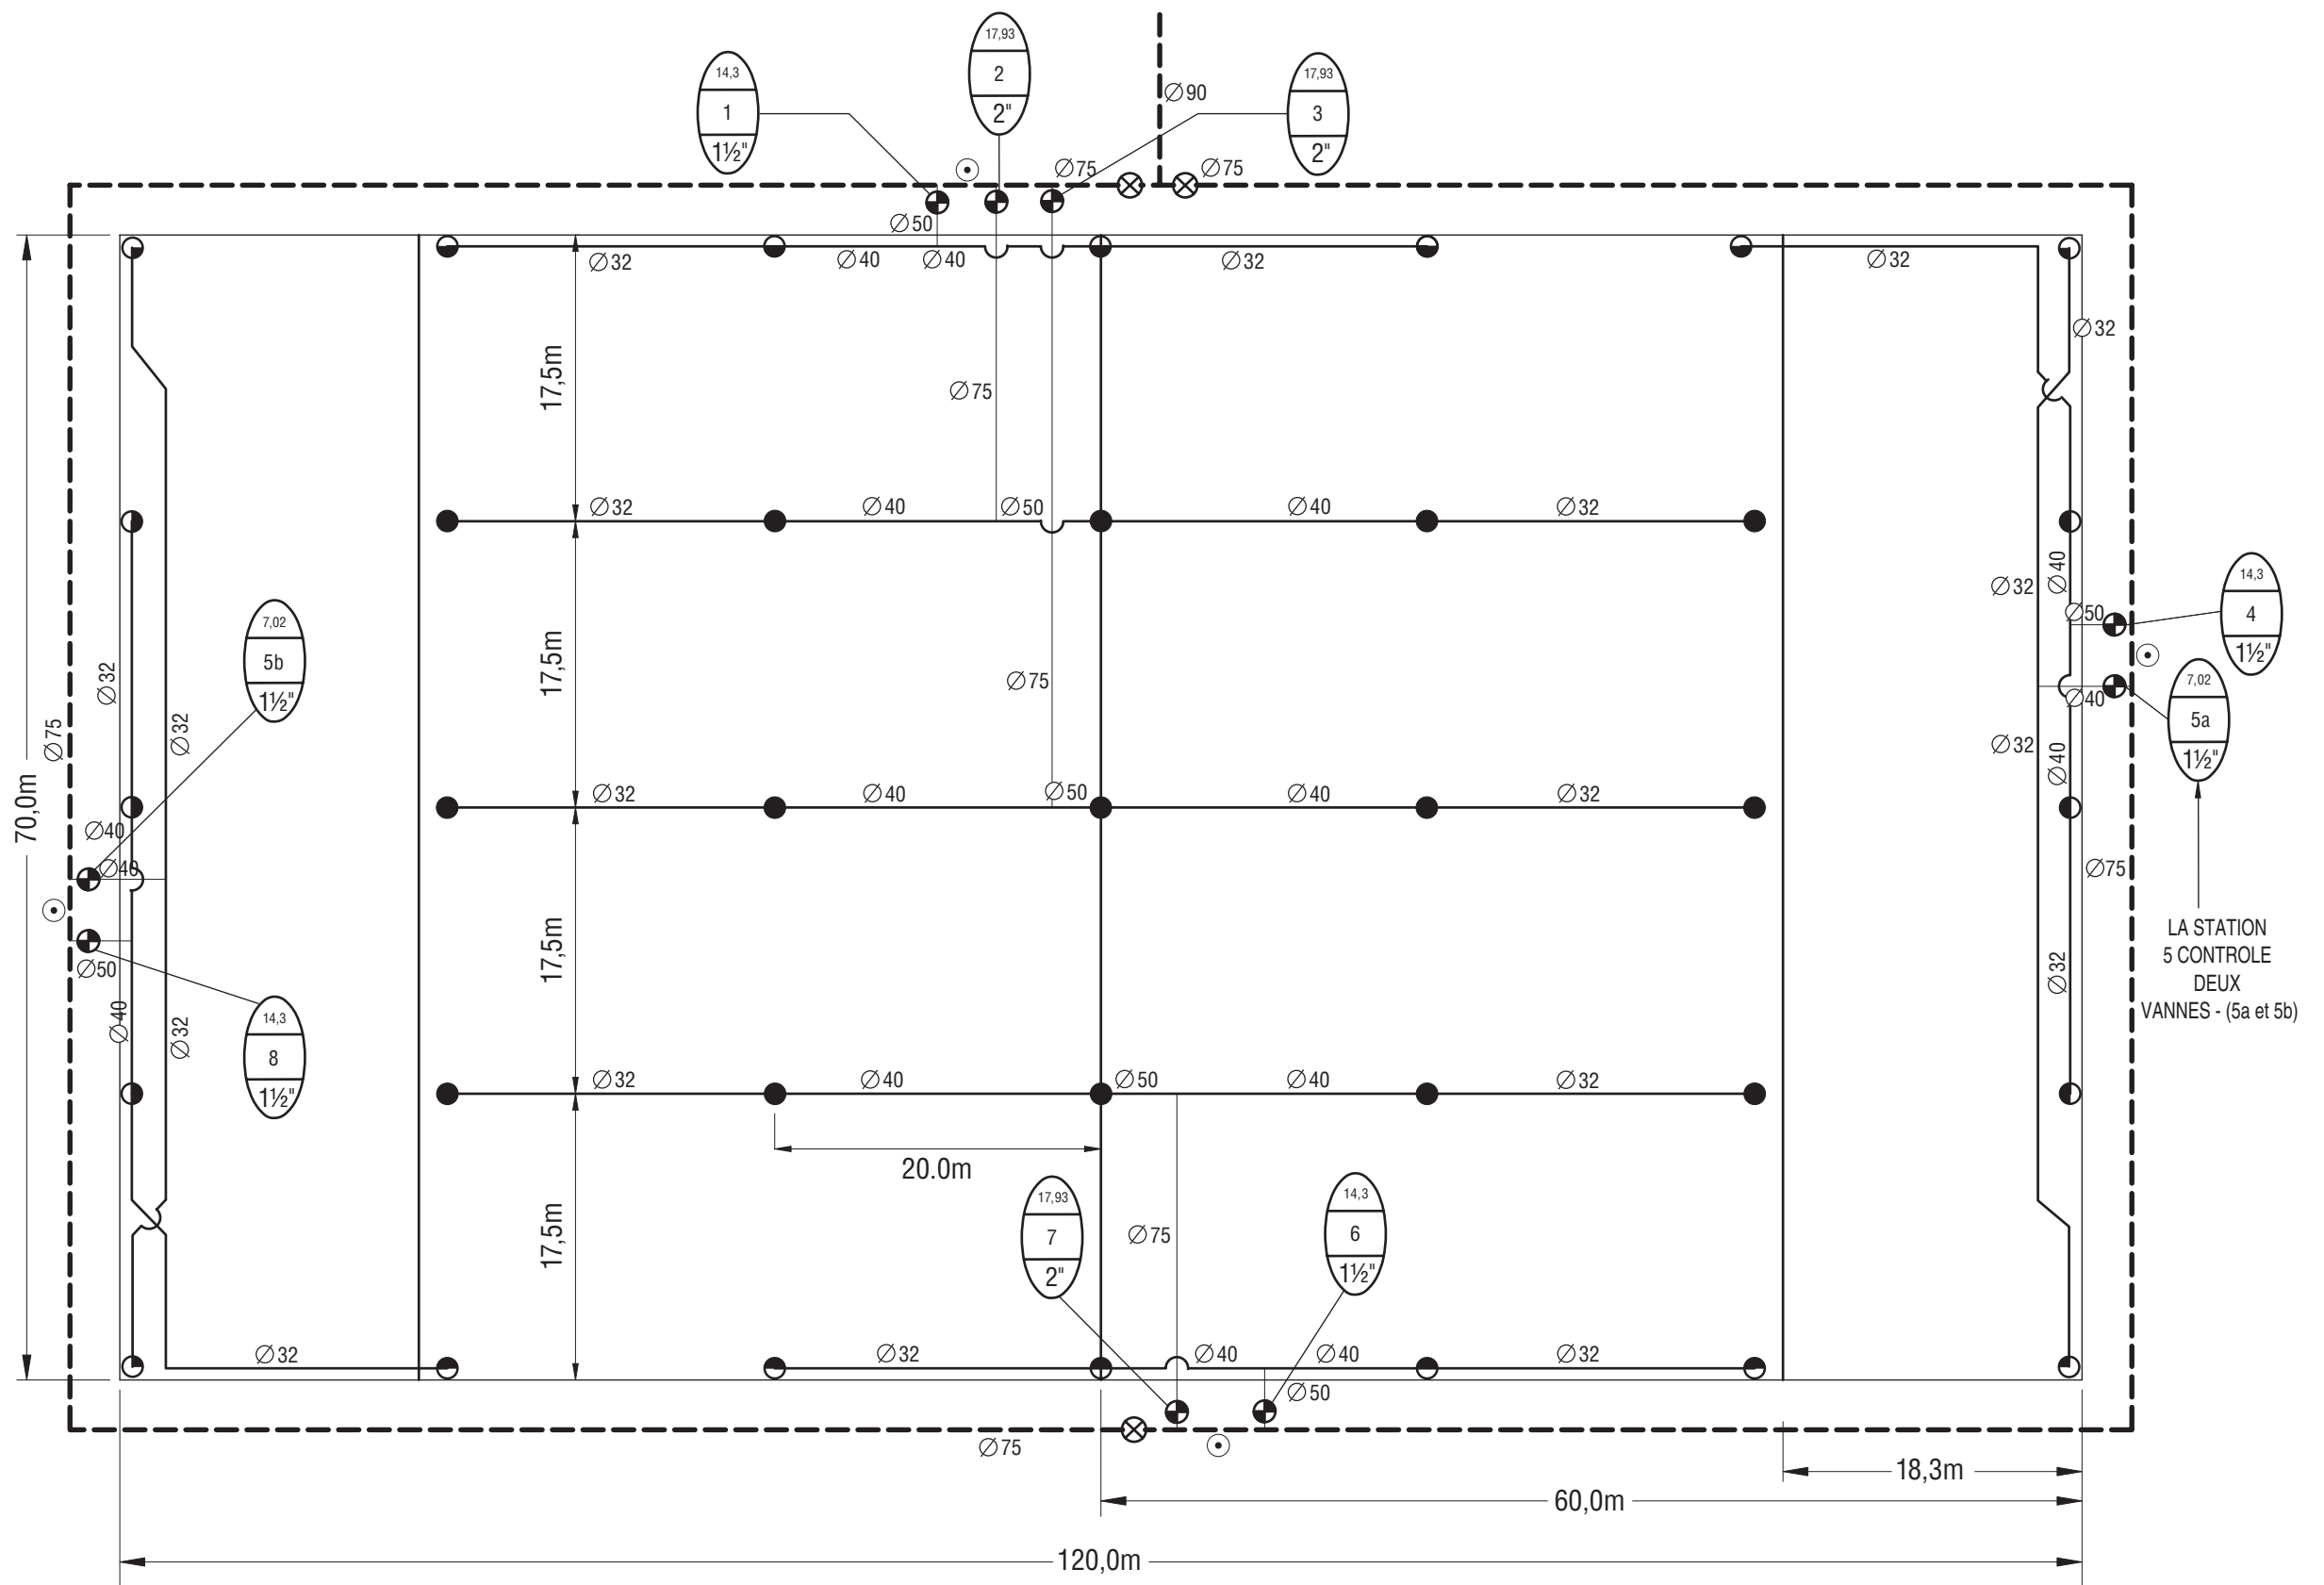 17,93
2
2"
14,3
1
1½"
17,93
3
2"
Ø90
Ø75
Ø75
Ø50
Ø32
Ø40
Ø40
Ø32
Ø32
Ø32
17,5m
Ø75
Ø32
Ø40
Ø50
Ø40
Ø32
Ø40
Ø32
14,3
4
1½"
Ø50
7,02
5b
1½"
17,5m
Ø32
Ø32
Ø75
Ø75
Ø40
7,02
5a
1½"
Ø32
Ø40
70,0m
Ø32
Ø40
Ø50
Ø40
Ø32
Ø40
Ø40
Ø75
LA STATION
5 CONTROLE
DEUX
VANNES - (5a et 5b)
17,5m
Ø50
Ø40
Ø32
Ø32
14,3
8
1½"
Ø32
Ø40
Ø50
Ø40
Ø32
20.0m
17,5m
17,93
7
2"
Ø75
14,3
6
1½"
Ø32
Ø32
Ø40
Ø40
Ø32
Ø50
Ø75
18,3m
60,0m
120,0m